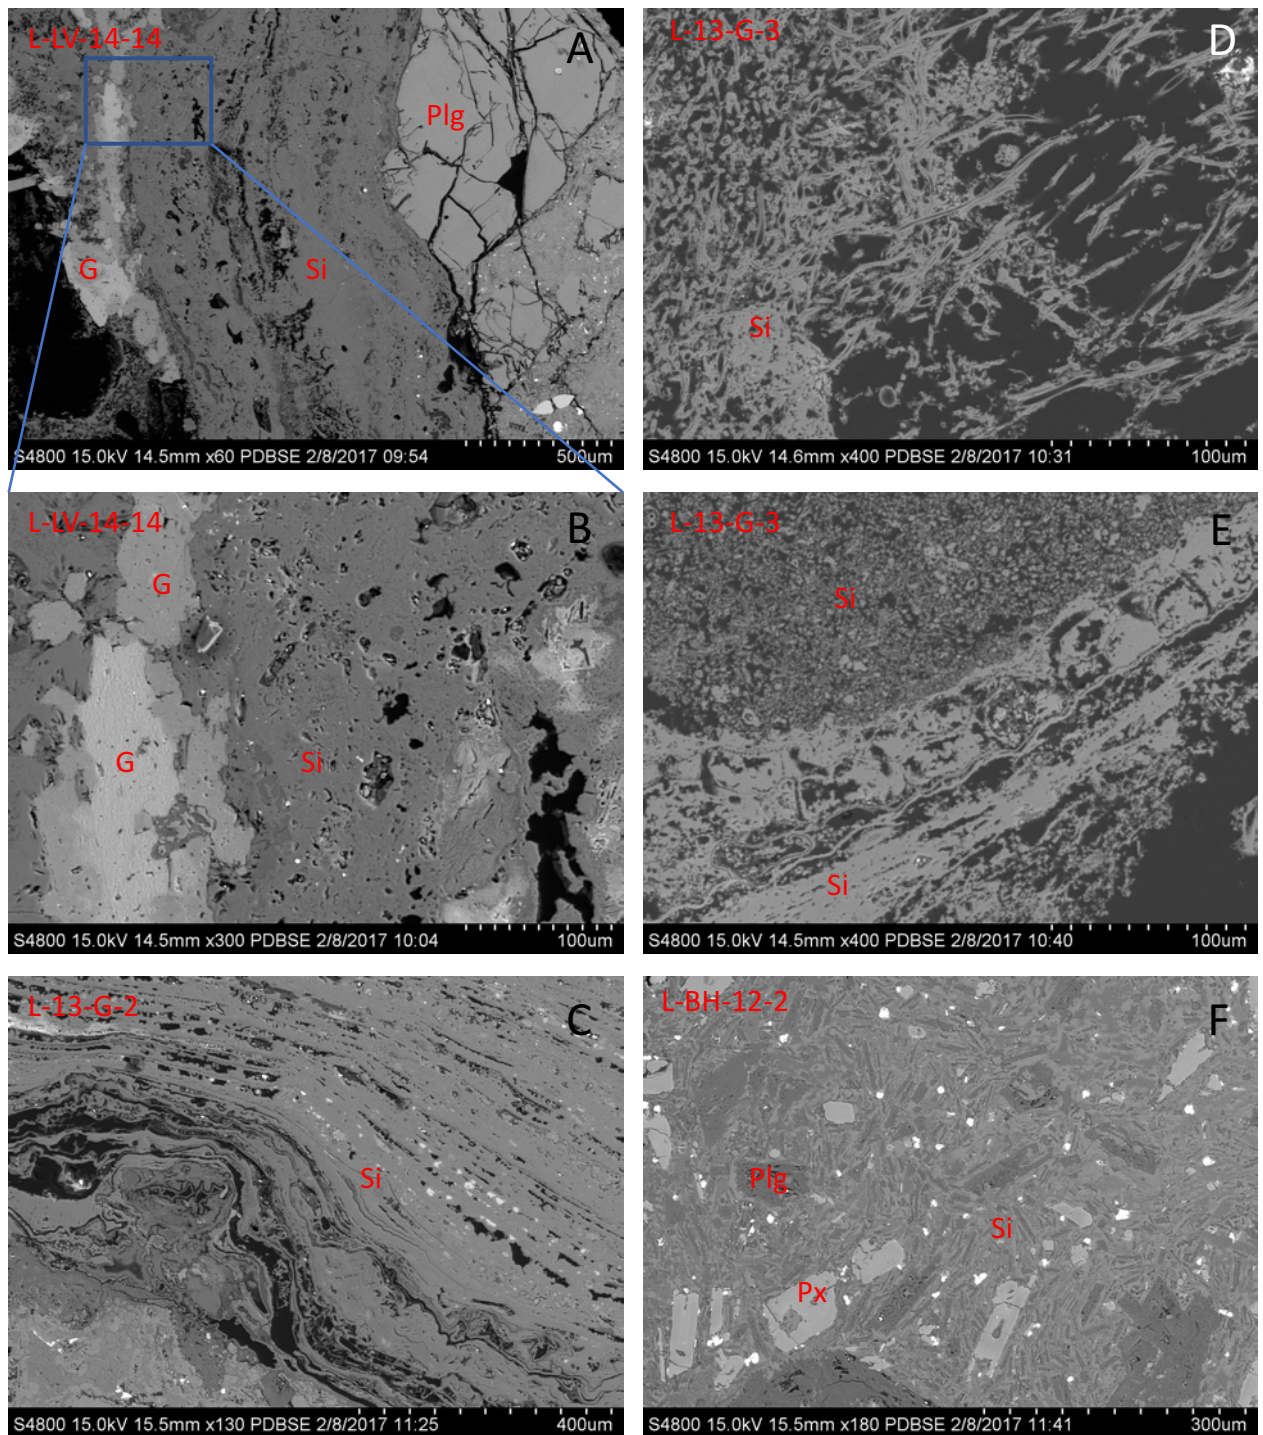 L-LV-14-14
A
Plg
G
Si
S4800 15.0kV 14.5mm x60 PDBSE 2/8/2017 09:54 500um
L-13-G-3
D
Si
S4800 15.0kV 14.6mm x400 PDBSE 2/8/2017 10:31 100um
L-LV-14-14
B
G
G
Si
S4800 15.0kV 14.5mm x300 PDBSE 2/8/2017 10:04 100um
L-13-G-3
E
Si
Si
S4800 15.0kV 14.5mm x400 PDBSE 2/8/2017 10:40 100um
L-13-G-2
C
Si
S4800 15.0kV 15.5mm x130 PDBSE 2/8/2017 11:25 400um
L-BH-12-2
F
Plg
Si
Px
S4800 15.0kV 15.5mm x180 PDBSE 2/8/2017 11:41 300um